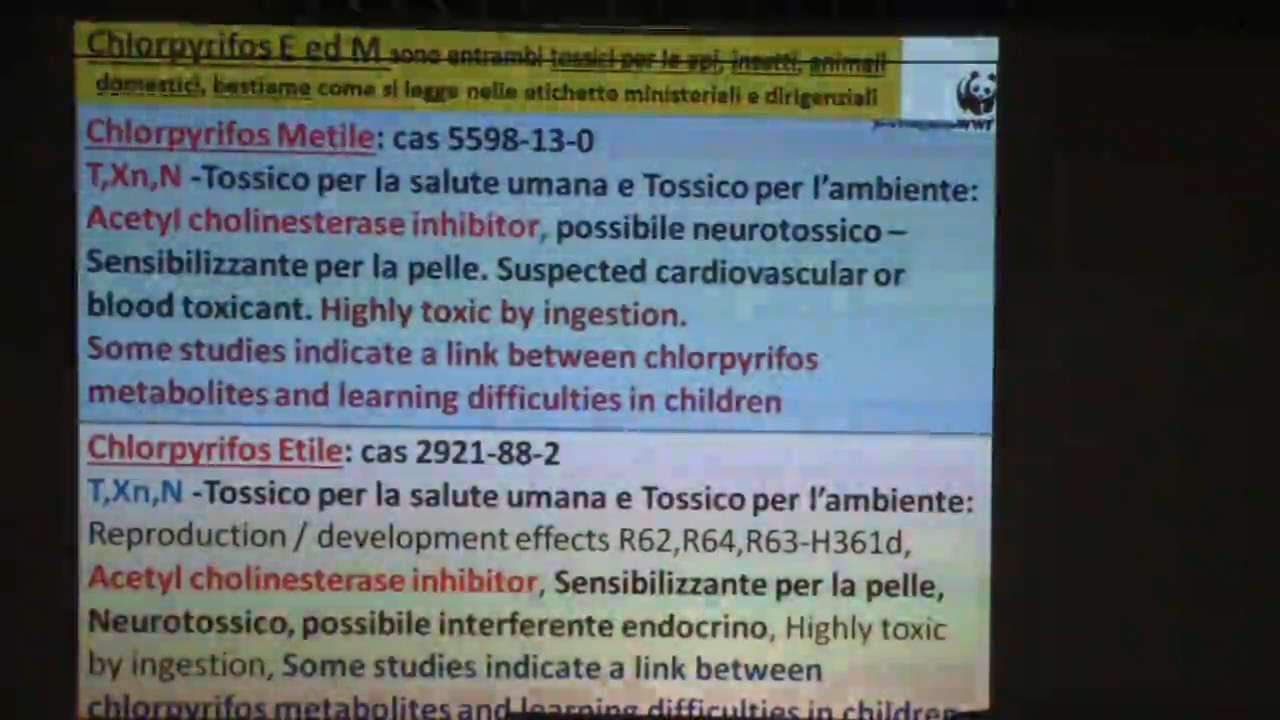 Chlorpyrifos E ed M sono entrambi tossici per le api, insetti, animali
domestici, bestiame come si legge nelle etichette ministeriali e dirigenziali
WWF
Chlorpyrifos Metile: cas 5598-13-0
T,Xn,N -Tossico per la salute umana e Tossico per l'ambiente:
Acetyl cholinesterase inhibitor, possibile neurotossico –
Sensibilizzante per la pelle. Suspected cardiovascular or
blood toxicant. Highly toxic by ingestion.
Some studies indicate a link between chlorpyrifos
metabolites and learning difficulties in children
Chlorpyrifos Etile: cas 2921-88-2
T,Xn,N -Tossico per la salute umana e Tossico per l'ambiente:
Reproduction / development effects R62,R64,R63-H361d,
Acetyl cholinesterase inhibitor, Sensibilizzante per la pelle,
Neurotossico, possibile interferente endocrino, Highly toxic
by ingestion, Some studies indicate a link between
chlorpyrifos metabolites and learning difficulties in children